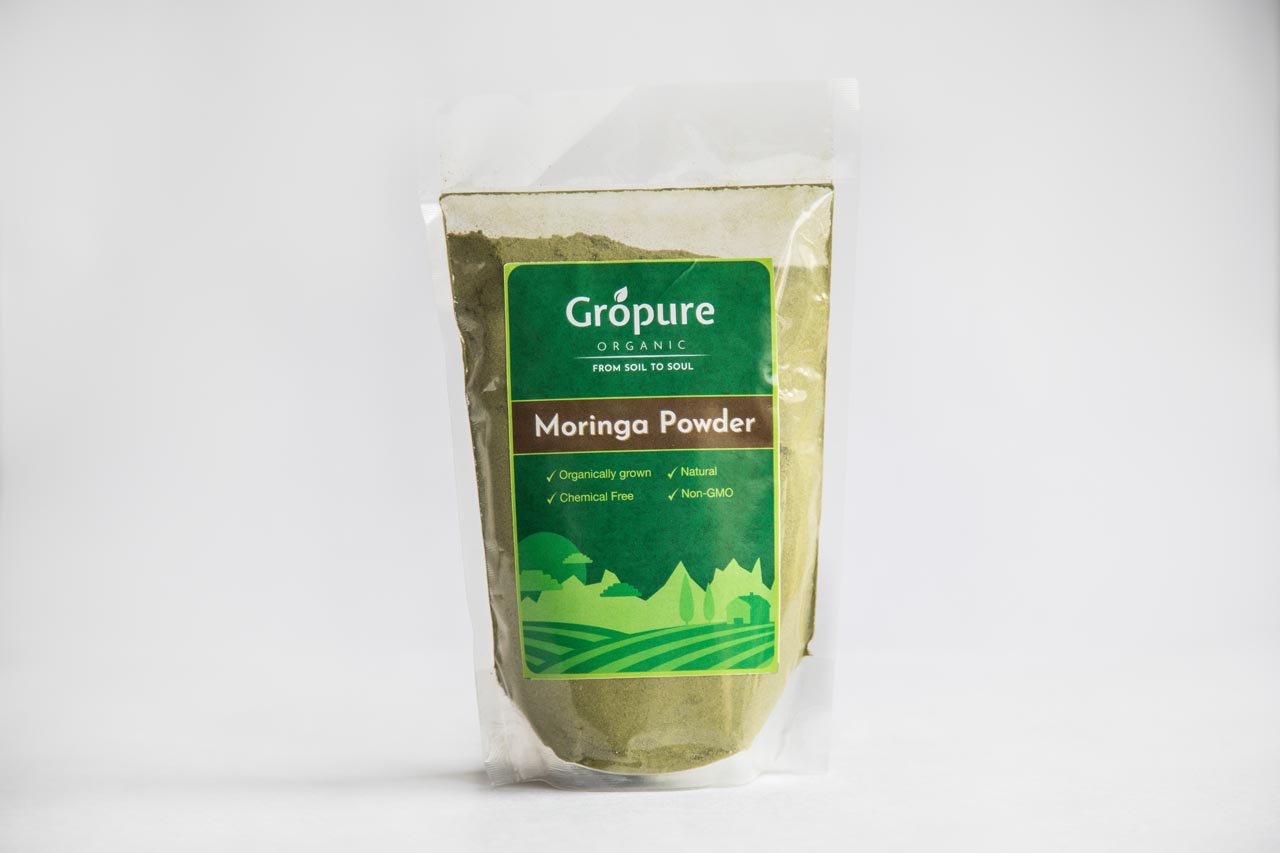 Gropure
ORGANIC
FROM SOIL TO SOUL
Moringa Powder
✓ Organically grown ✓ Natural
✓ Chemical Free ✓ Non-GMO